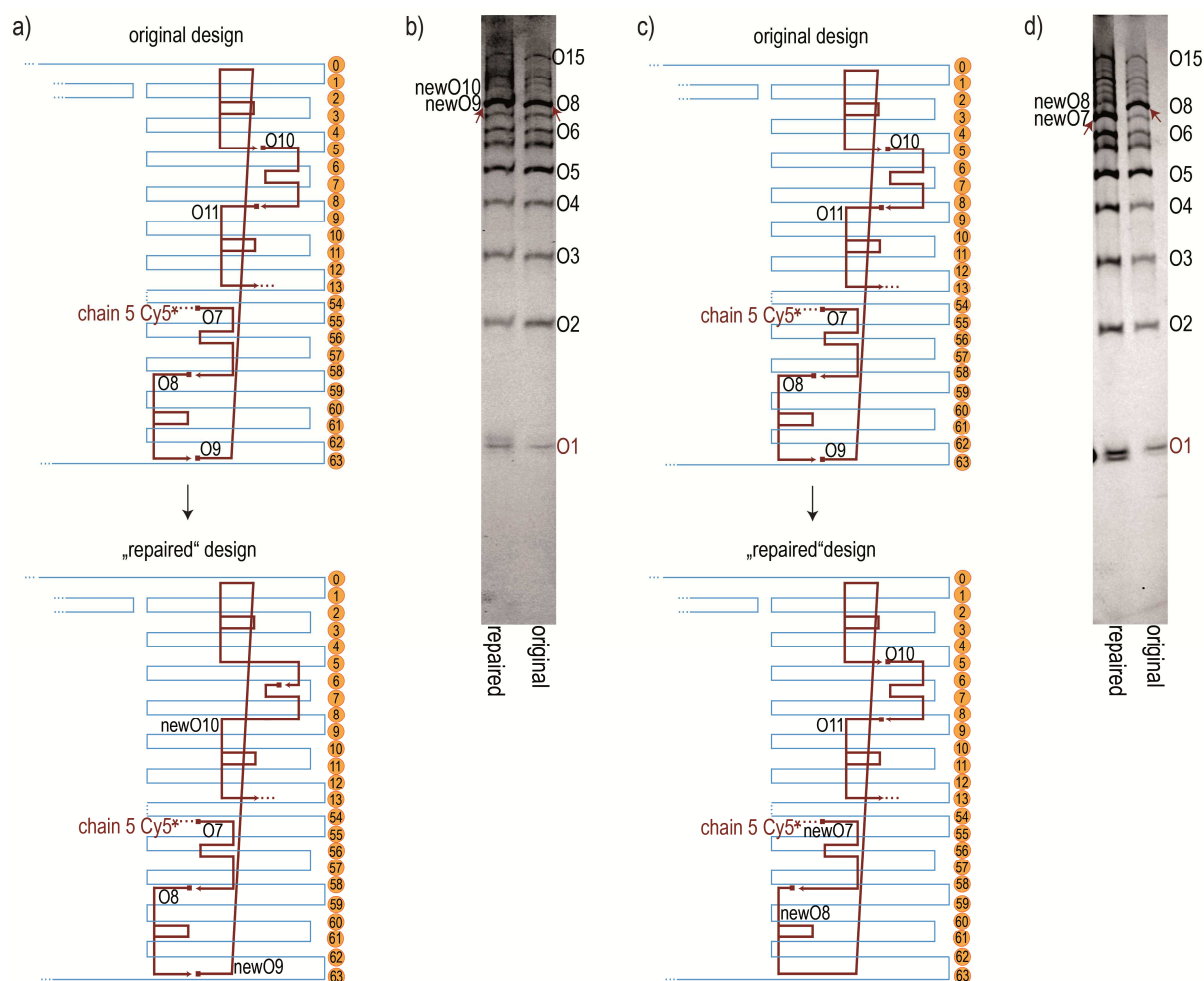 a)
original design
0
1
2
3
4
O10
5
6
7
8
O11
9
10
11
12
13
54
chain 5 Cy5*
O7
55
56
57
58
O8
59
60
61
62
O9
63
„repaired“ design
0
1
2
3
4
5
6
7
8
newO10
9
10
11
12
13
54
chain 5 Cy5*
O7
55
56
57
58
O8
59
60
61
62
newO9
63
b)
O15
newO10
newO9
O8
O6
O5
O4
O3
O2
O1
repaired
original
c)
original design
0
1
2
3
4
O10
5
6
7
8
O11
9
10
11
12
13
54
chain 5 Cy5*
O7
55
56
57
58
O8
59
60
61
62
O9
63
„repaired“design
0
1
2
3
4
O10
5
6
7
8
O11
9
10
11
12
13
54
chain 5 Cy5*
newO7
55
56
57
58
59
newO8
60
61
62
63
d)
O15
newO8
O8
newO7
O6
O5
O4
O3
O2
O1
repaired
original